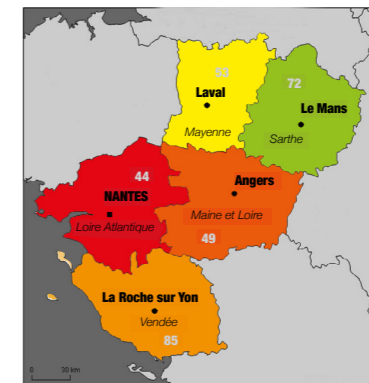 53
Laval
Mayenne
72
Le Mans
Sarthe
44
NANTES
Loire Atlantique
Angers
Maine et Loire
49
La Roche sur Yon
Vendée
85
0 30 km